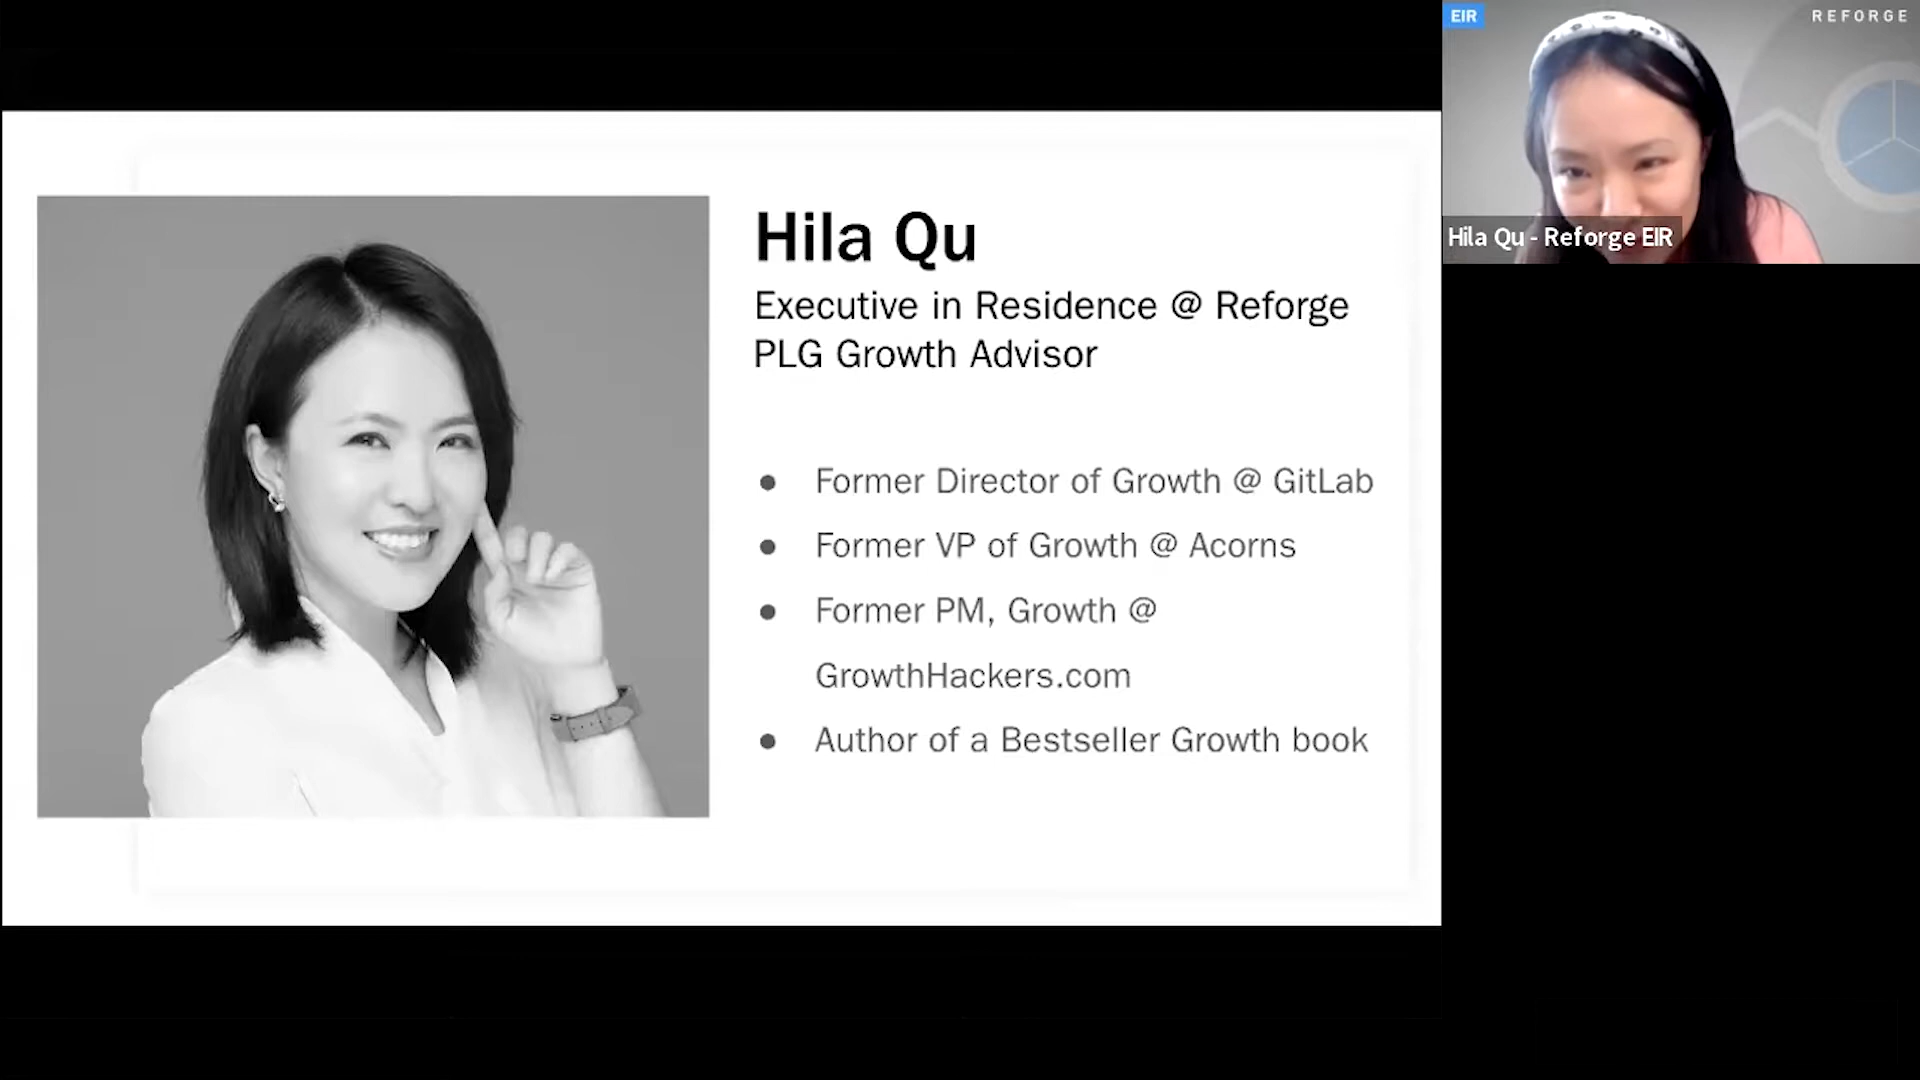 Hila Qu
Executive in Residence @ Reforge
PLG Growth Advisor
● Former Director of Growth @ GitLab
● Former VP of Growth @ Acorns
● Former PM, Growth @
GrowthHackers.com
● Author of a Bestseller Growth book
EIR
REFORGE
Hila Qu - Reforge EIR